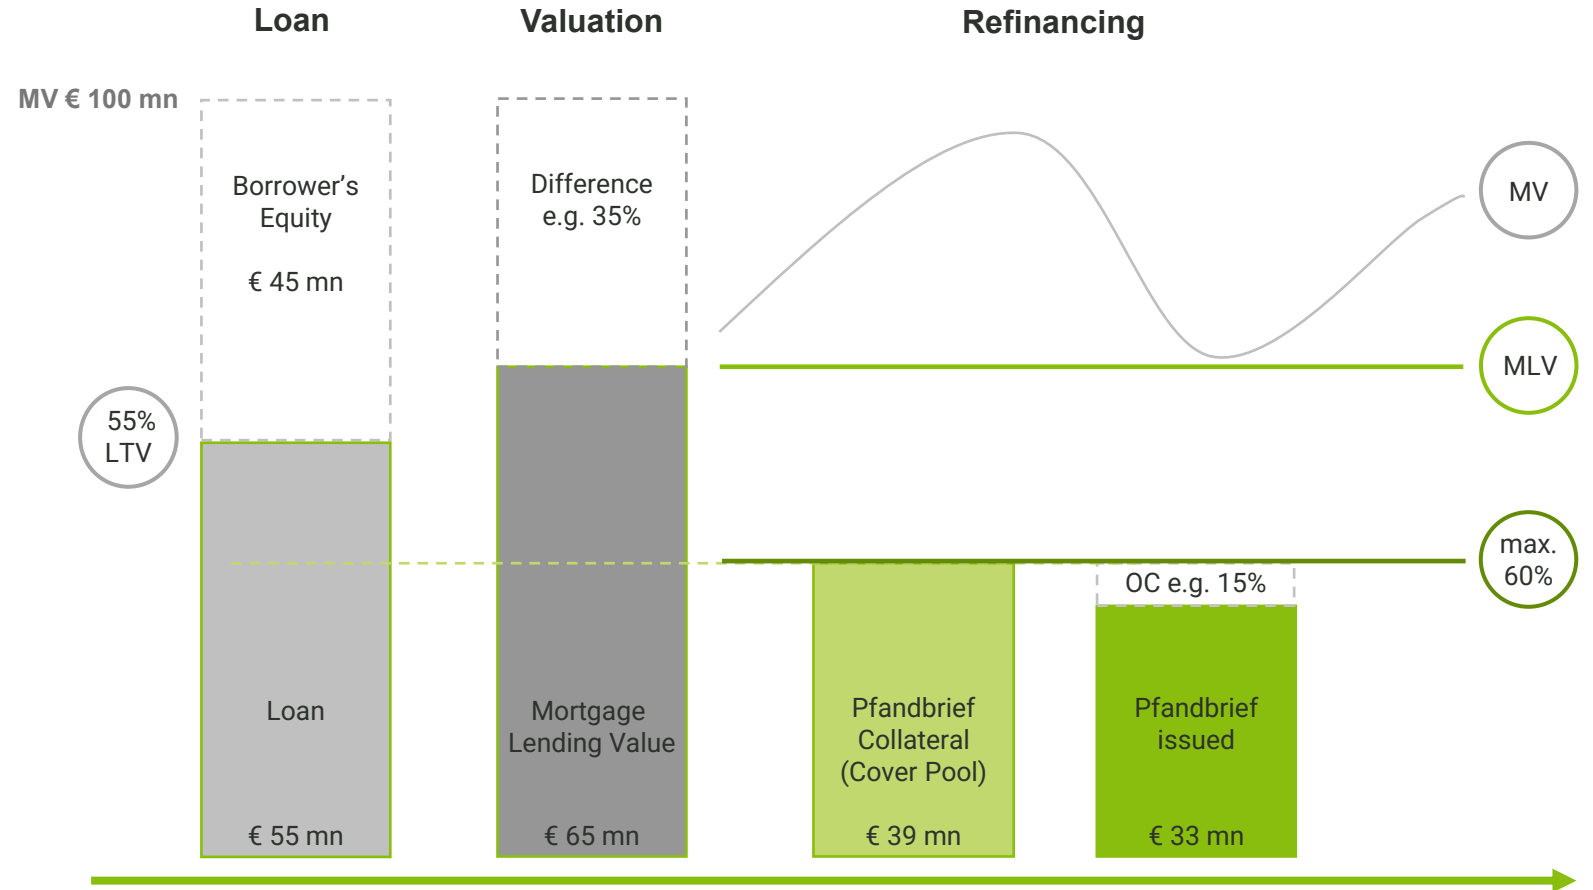 Loan
Valuation
Refinancing
MV € 100 mn
Borrower's
Equity
€ 45 mn
Difference
e.g. 35%
MV
MLV
55%
LTV
max.
60%
OC e.g. 15%
Loan
€ 55 mn
Mortgage
Lending Value
€ 65 mn
Pfandbrief
Collateral
(Cover Pool)
€ 39 mn
Pfandbrief
issued
€ 33 mn